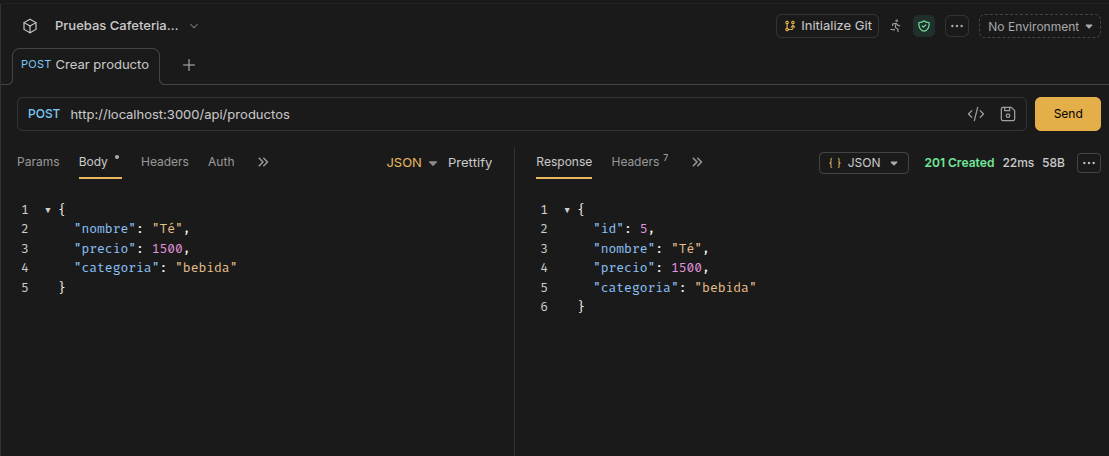 Pruebas Cafeteria... Initialize Git No Environment
POST Crear producto
POST http://localhost:3000/api/productos Send
Params Body Headers Auth JSON Prettify
Response Headers 7 { } JSON 201 Created 22ms 58B
1 {
2 "nombre": "Té",
3 "precio": 1500,
4 "categoria": "bebida"
5 }
1 {
2 "id": 5,
3 "nombre": "Té",
4 "precio": 1500,
5 "categoria": "bebida"
6 }